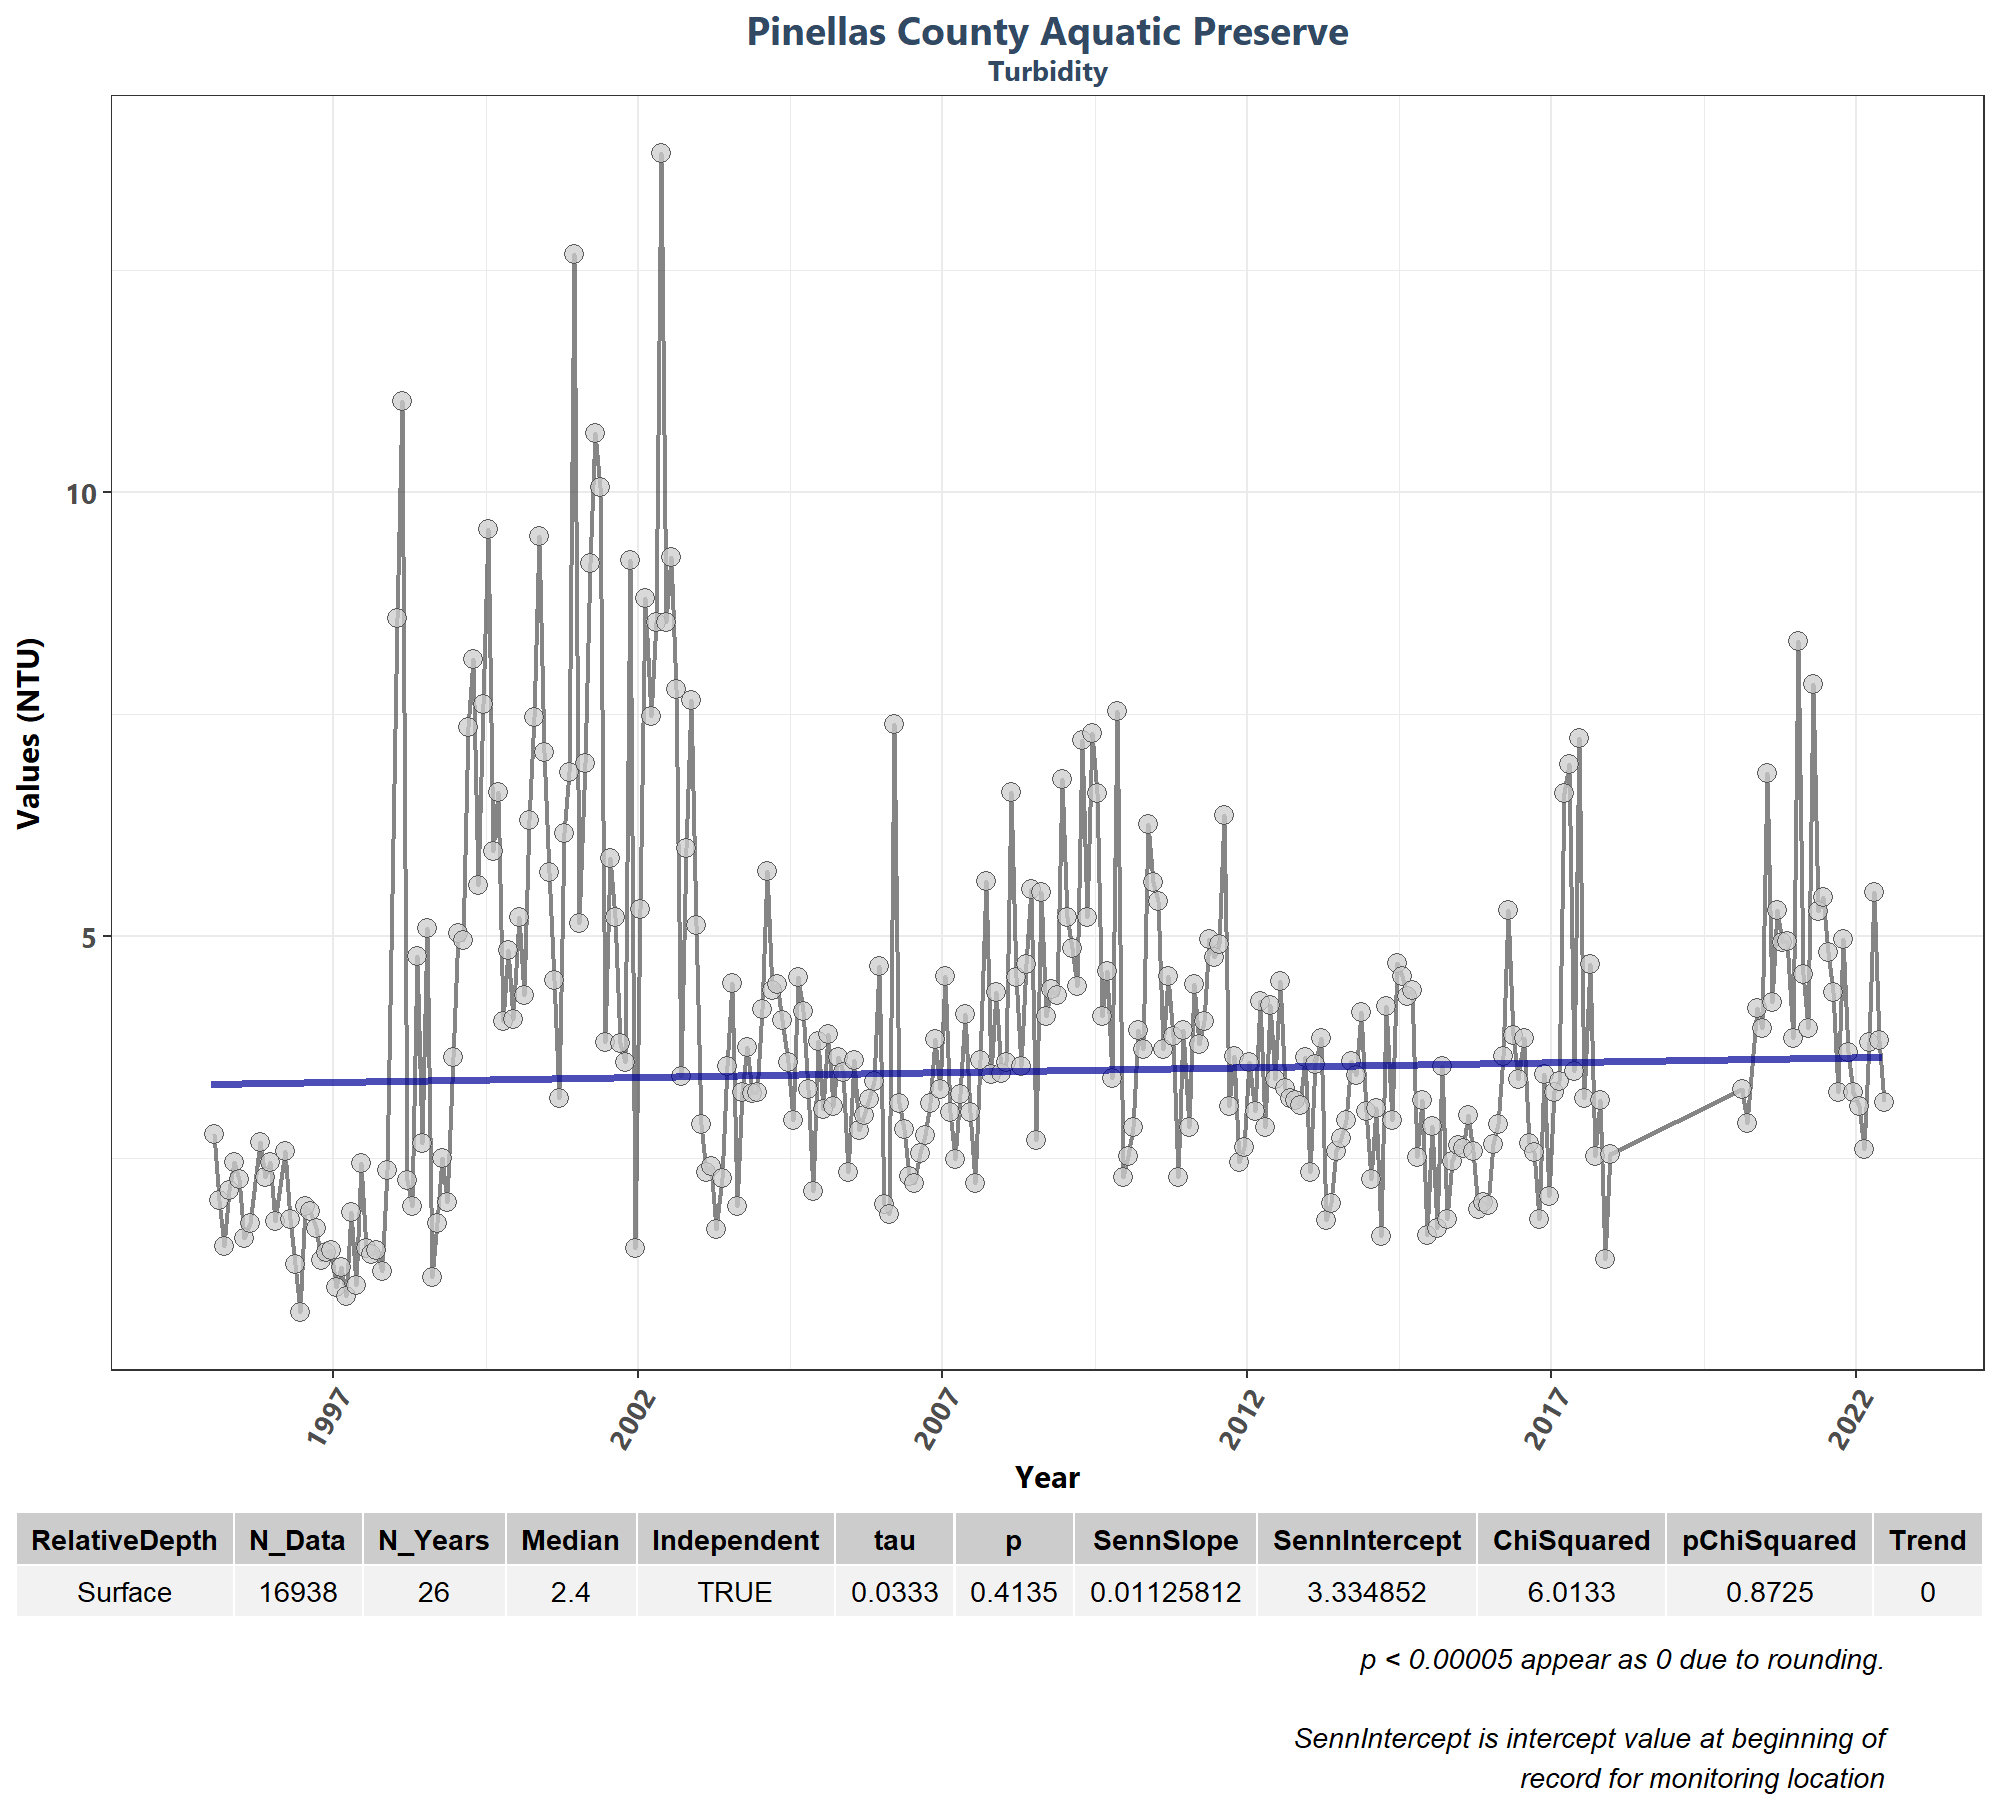 Pinellas County Aquatic Preserve
Turbidity
Values (NTU)
10
5
1997
2002
2007
2012
2017
2022
Year
RelativeDepth N_Data N_Years Median Independent tau p SennSlope SennIntercept ChiSquared pChiSquared Trend
Surface 16938 26 2.4 TRUE 0.0333 0.4135 0.01125812 3.334852 6.0133 0.8725 0
p < 0.00005 appear as 0 due to rounding.
SennIntercept is intercept value at beginning of
record for monitoring location